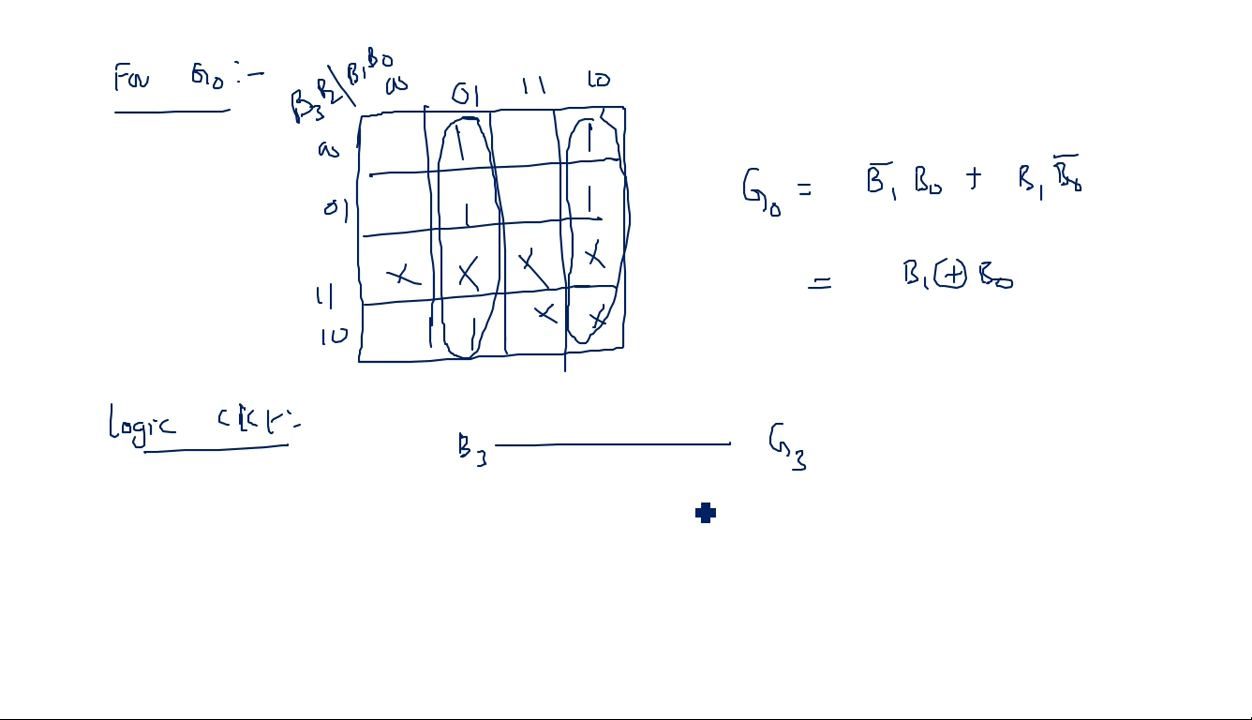 For G₀ :-
B₃B₂\B₁B₀ 00 01 11 10
00 1 1
01 1 1
11 X X X X
10 1 X X
G₀ = B̅₁ B₀ + B₁ B̅₀
= B₁ ⊕ B₀
Logic ckt:
B₃ G₃